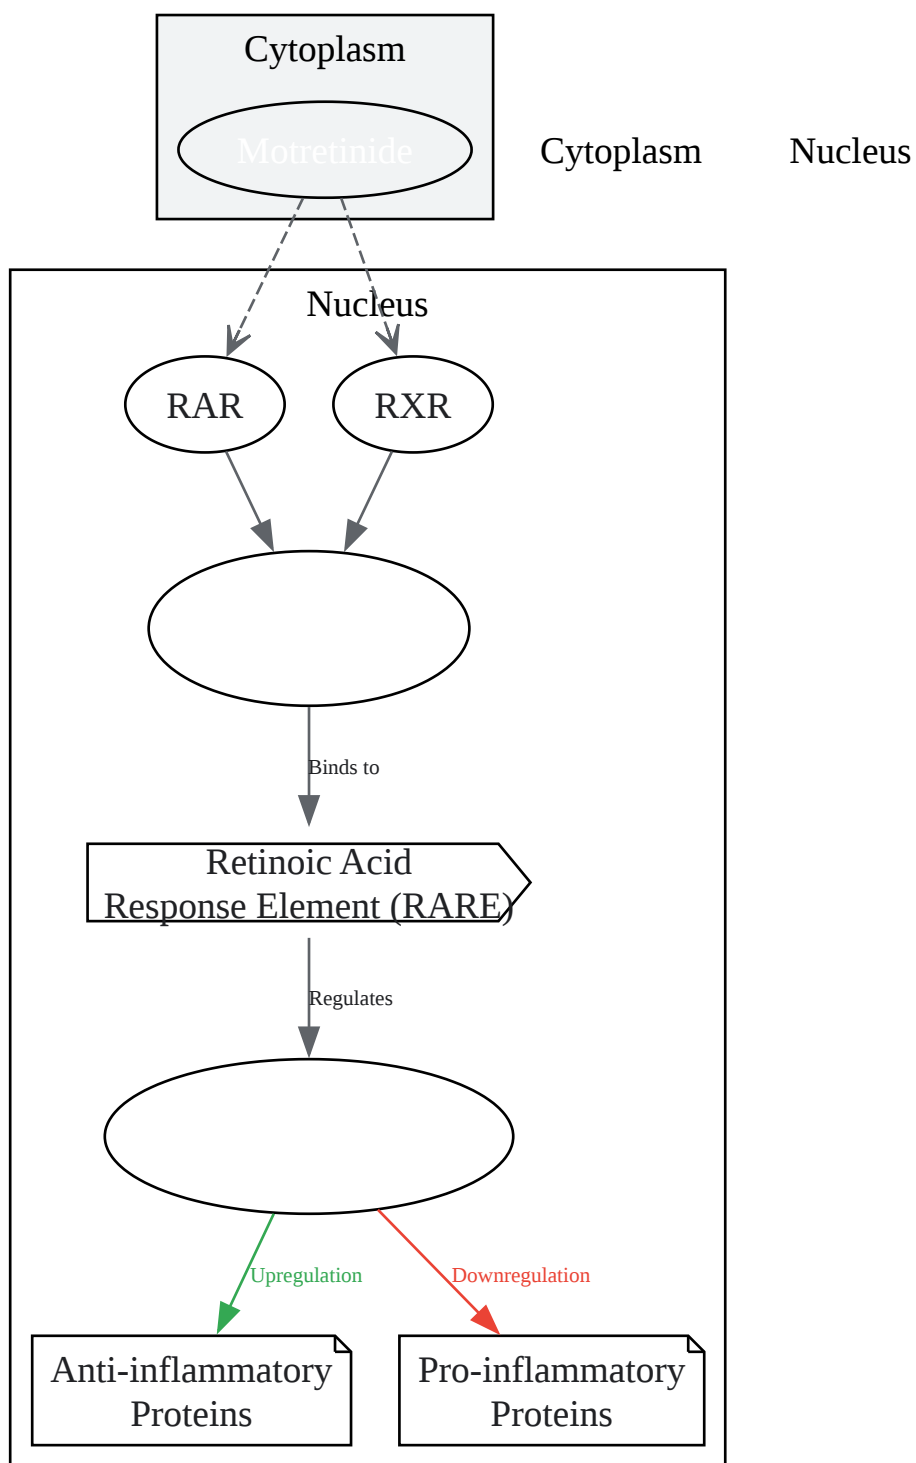 Cytoplasm
Motretinide
Cytoplasm
Nucleus
Nucleus
RAR
RXR
Binds to
Retinoic Acid
Response Element (RARE)
Regulates
Upregulation
Downregulation
Anti-inflammatory
Proteins
Pro-inflammatory
Proteins